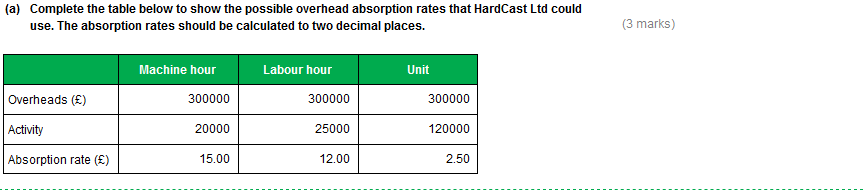 (a) Complete the table below to show the possible overhead absorption rates that HardCast Ltd could
use. The absorption rates should be calculated to two decimal places.
(3 marks)
Machine hour Labour hour Unit
Overheads (£) 300000 300000 300000
Activity 20000 25000 120000
Absorption rate (£) 15.00 12.00 2.50